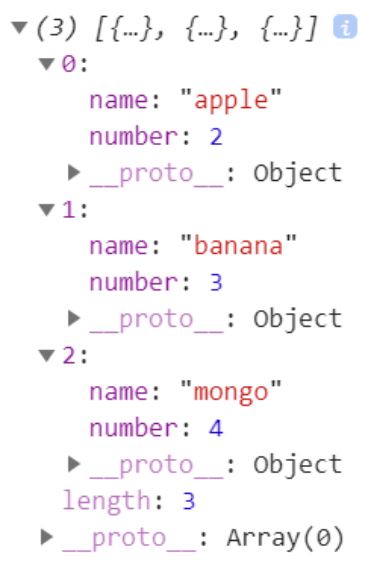 (3) [{…}, {…}, {…}] i
0:
name: "apple"
number: 2
__proto__: Object
1:
name: "banana"
number: 3
__proto__: Object
2:
name: "mongo"
number: 4
__proto__: Object
length: 3
__proto__: Array(0)